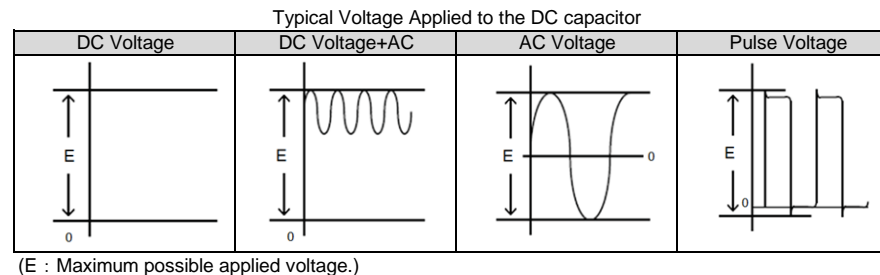 Typical Voltage Applied to the DC capacitor
DC Voltage DC Voltage+AC AC Voltage Pulse Voltage
E E E 0 E
0 0 0
(E：Maximum possible applied voltage.)